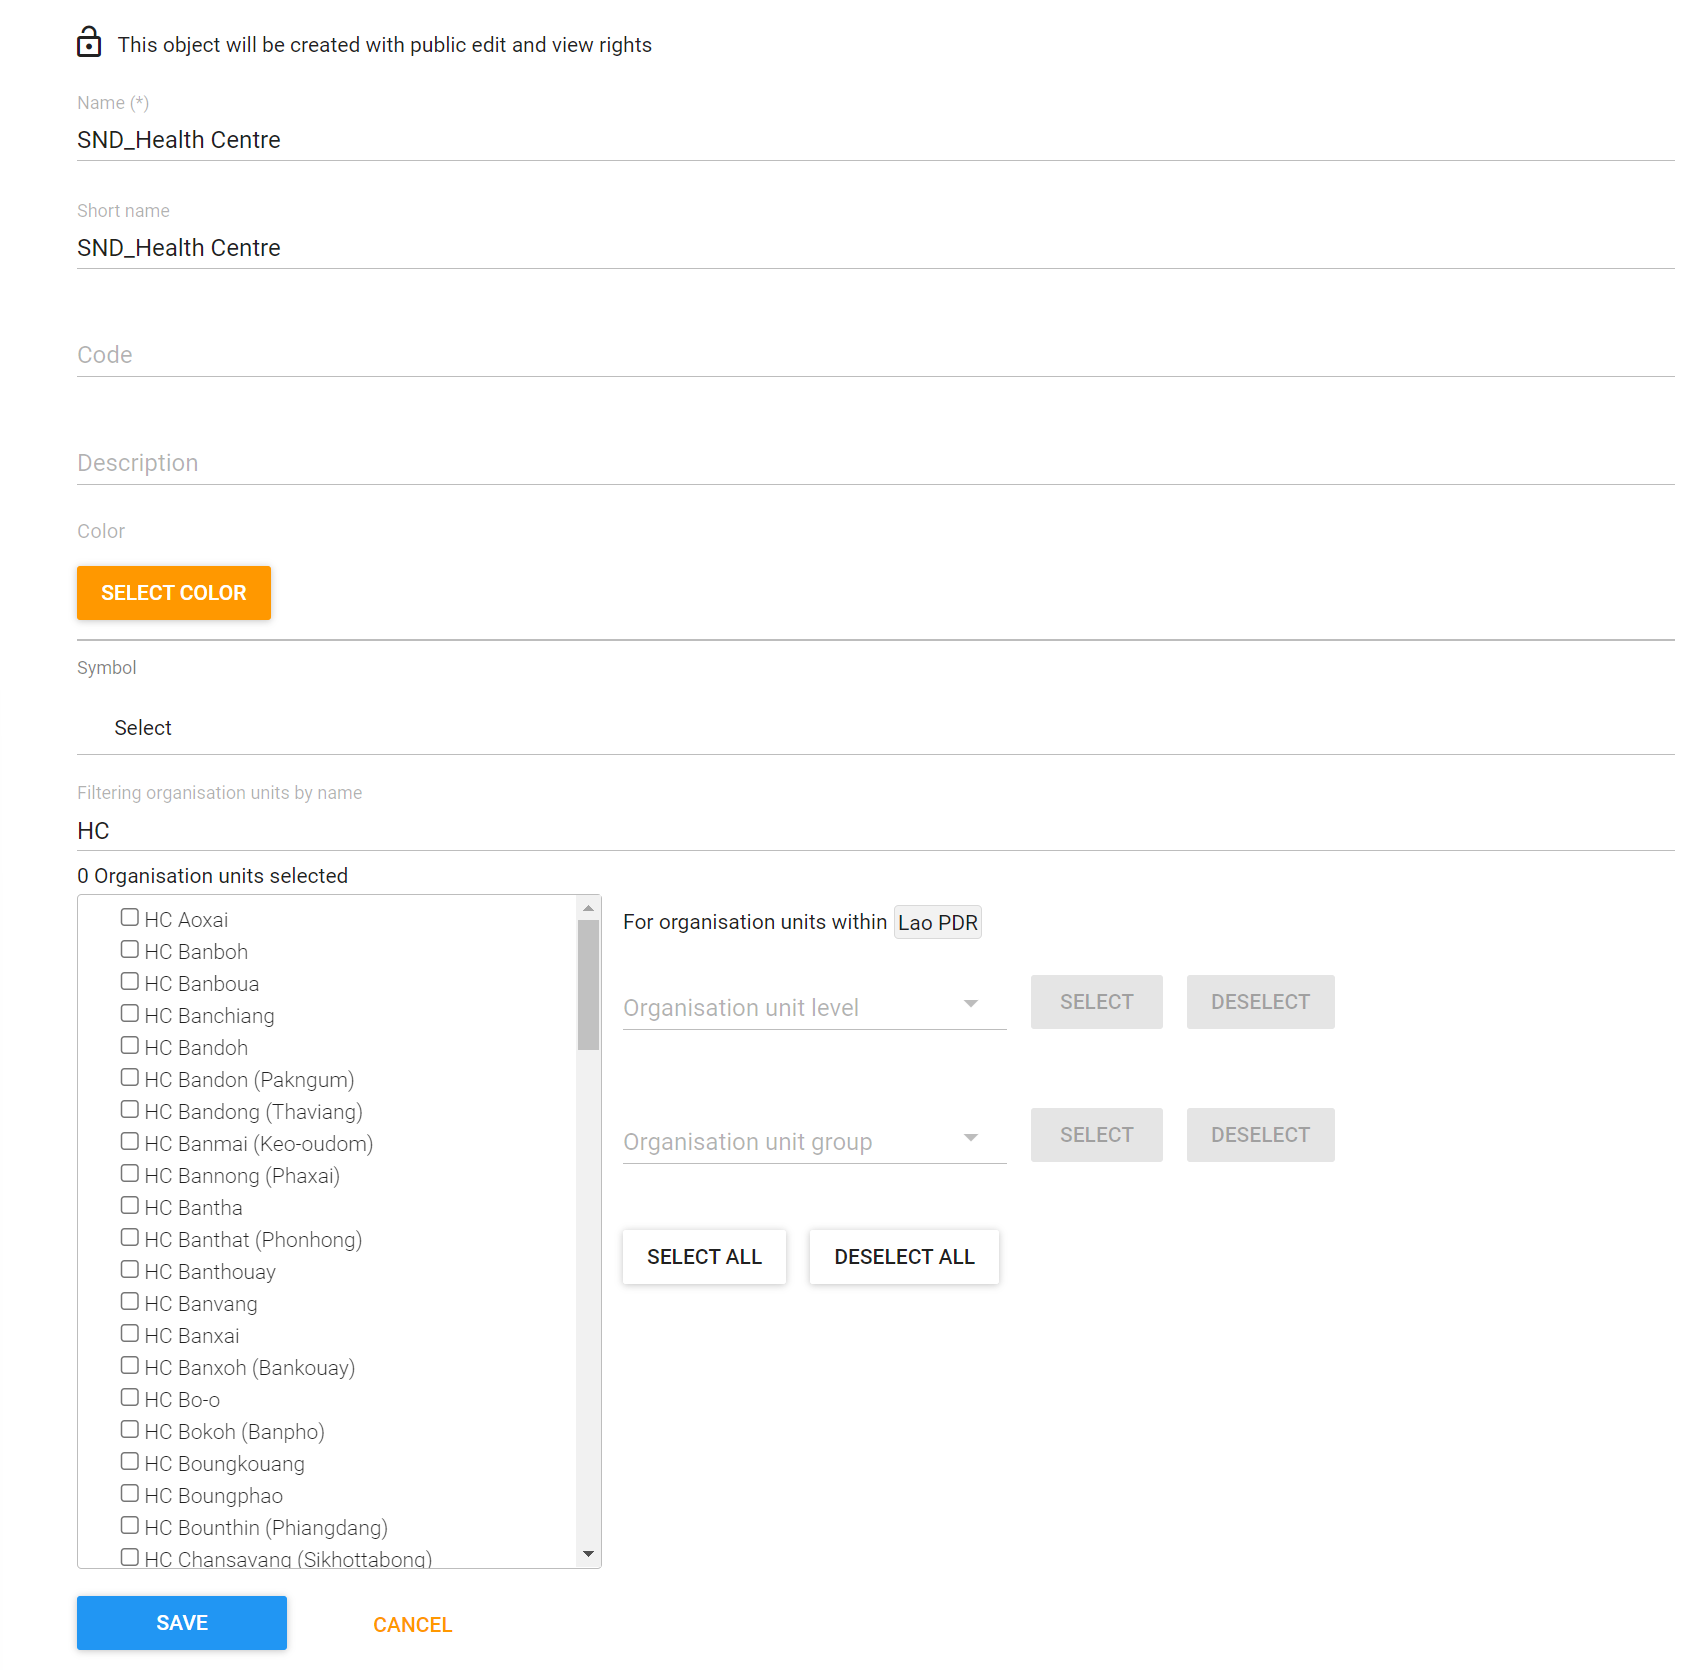 This object will be created with public edit and view rights
Name (*)
SND_Health Centre
Short name
SND_Health Centre
Code
Description
Color
SELECT COLOR
Symbol
Select
Filtering organisation units by name
HC
0 Organisation units selected
HC Aoxai
HC Banboh
HC Banboua
HC Banchiang
HC Bandoh
HC Bandon (Pakngum)
HC Bandong (Thaviang)
HC Banmai (Keo-oudom)
HC Bannong (Phaxai)
HC Bantha
HC Banthat (Phonhong)
HC Banthouay
HC Banvang
HC Banxai
HC Banxoh (Bankouay)
HC Bo-o
HC Bokoh (Banpho)
HC Boungkouang
HC Boungphao
HC Bounthin (Phiangdang)
HC Chansavang (Sikhottabong)
For organisation units within Lao PDR
Organisation unit level SELECT DESELECT
Organisation unit group SELECT DESELECT
SELECT ALL DESELECT ALL
SAVE CANCEL